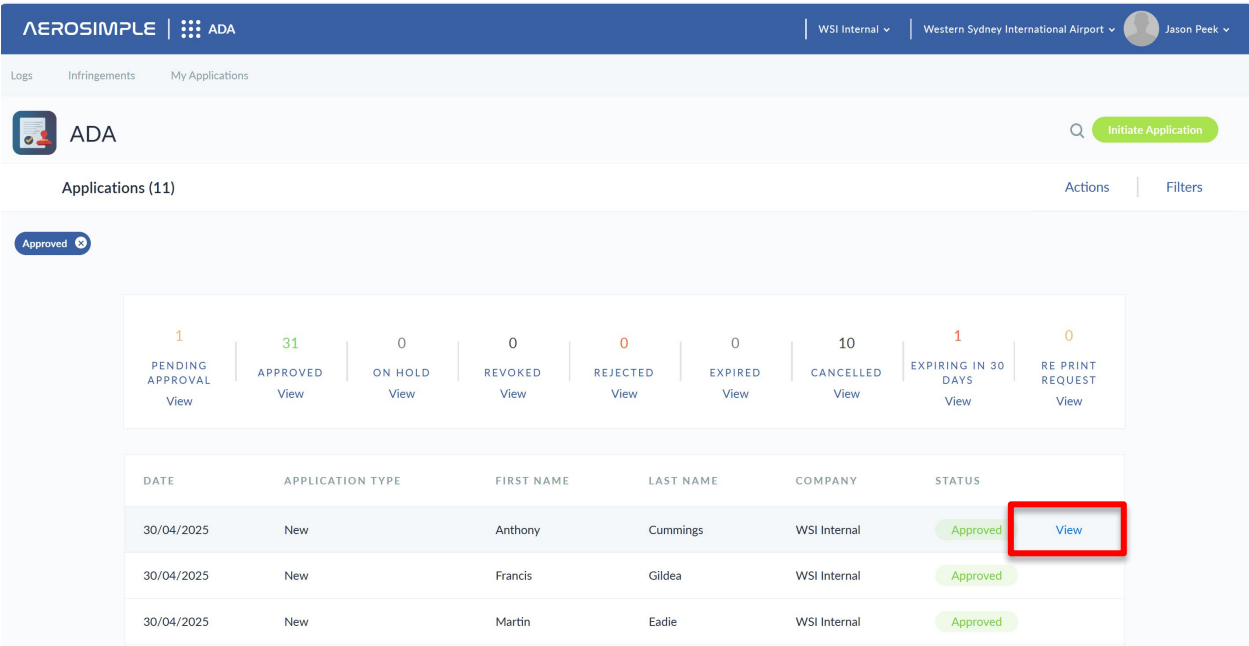 AEROSIMPLE ADA WSI Internal Western Sydney International Airport Jason Peek
Logs Infringements My Applications
ADA Initiate Application
Applications (11) Actions Filters
Approved
1 31 0 0 0 0 10 1 0
PENDING APPROVED ON HOLD REVOKED REJECTED EXPIRED CANCELLED EXPIRING IN 30 RE PRINT
APPROVAL DAYS REQUEST
View View View View View View View View View
DATE APPLICATION TYPE FIRST NAME LAST NAME COMPANY STATUS
30/04/2025 New Anthony Cummings WSI Internal Approved View
30/04/2025 New Francis Gildea WSI Internal Approved
30/04/2025 New Martin Eadie WSI Internal Approved